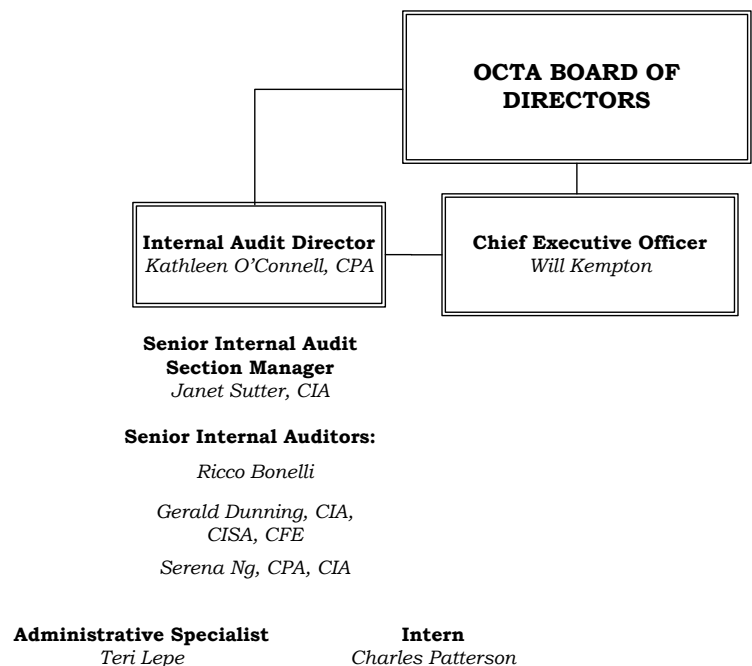 OCTA BOARD OF
DIRECTORS
Internal Audit Director
Kathleen O’Connell, CPA
Chief Executive Officer
Will Kempton
Senior Internal Audit
Section Manager
Janet Sutter, CIA
Senior Internal Auditors:
Ricco Bonelli
Gerald Dunning, CIA,
CISA, CFE
Serena Ng, CPA, CIA
Administrative Specialist
Teri Lepe
Intern
Charles Patterson